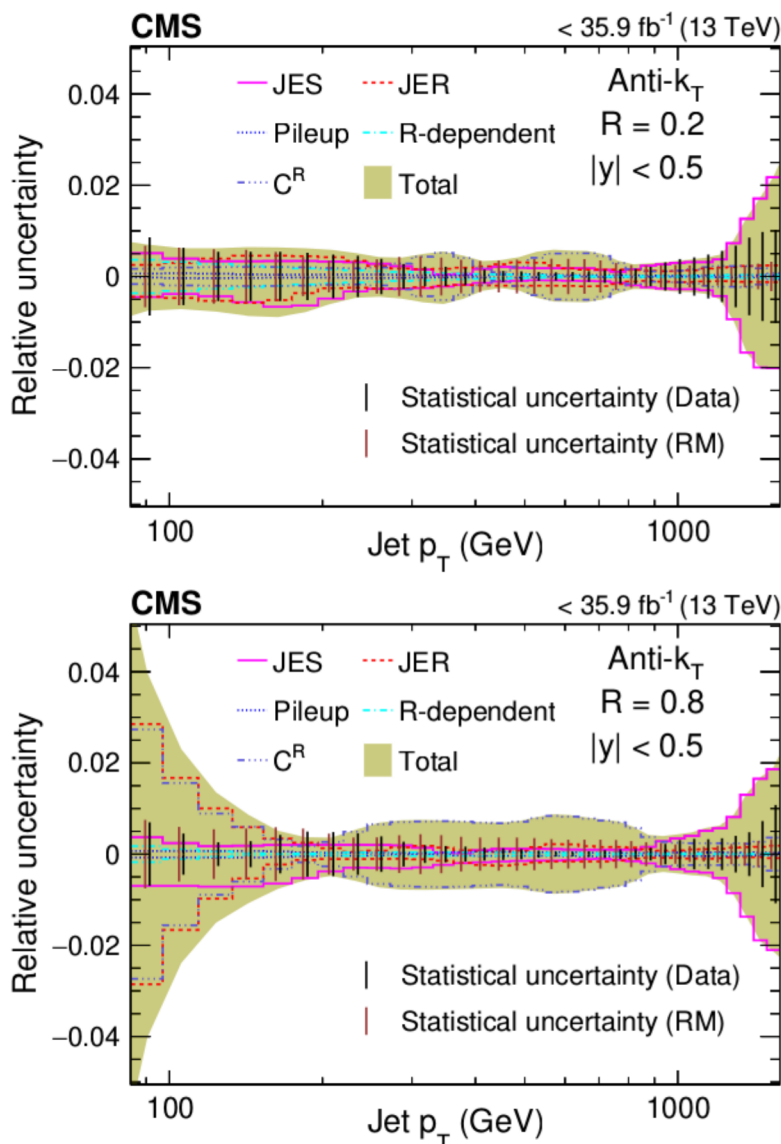 CMS < 35.9 fb⁻¹ (13 TeV)
Relative uncertainty
0.04
0.02
0
−0.02
−0.04
JES JER
Pileup R-dependent
Cᴿ Total
Anti-k_T
R = 0.2
|y| < 0.5
Statistical uncertainty (Data)
Statistical uncertainty (RM)
100 1000
Jet p_T (GeV)
CMS < 35.9 fb⁻¹ (13 TeV)
Relative uncertainty
0.04
0.02
0
−0.02
−0.04
JES JER
Pileup R-dependent
Cᴿ Total
Anti-k_T
R = 0.8
|y| < 0.5
Statistical uncertainty (Data)
Statistical uncertainty (RM)
100 1000
Jet p_T (GeV)